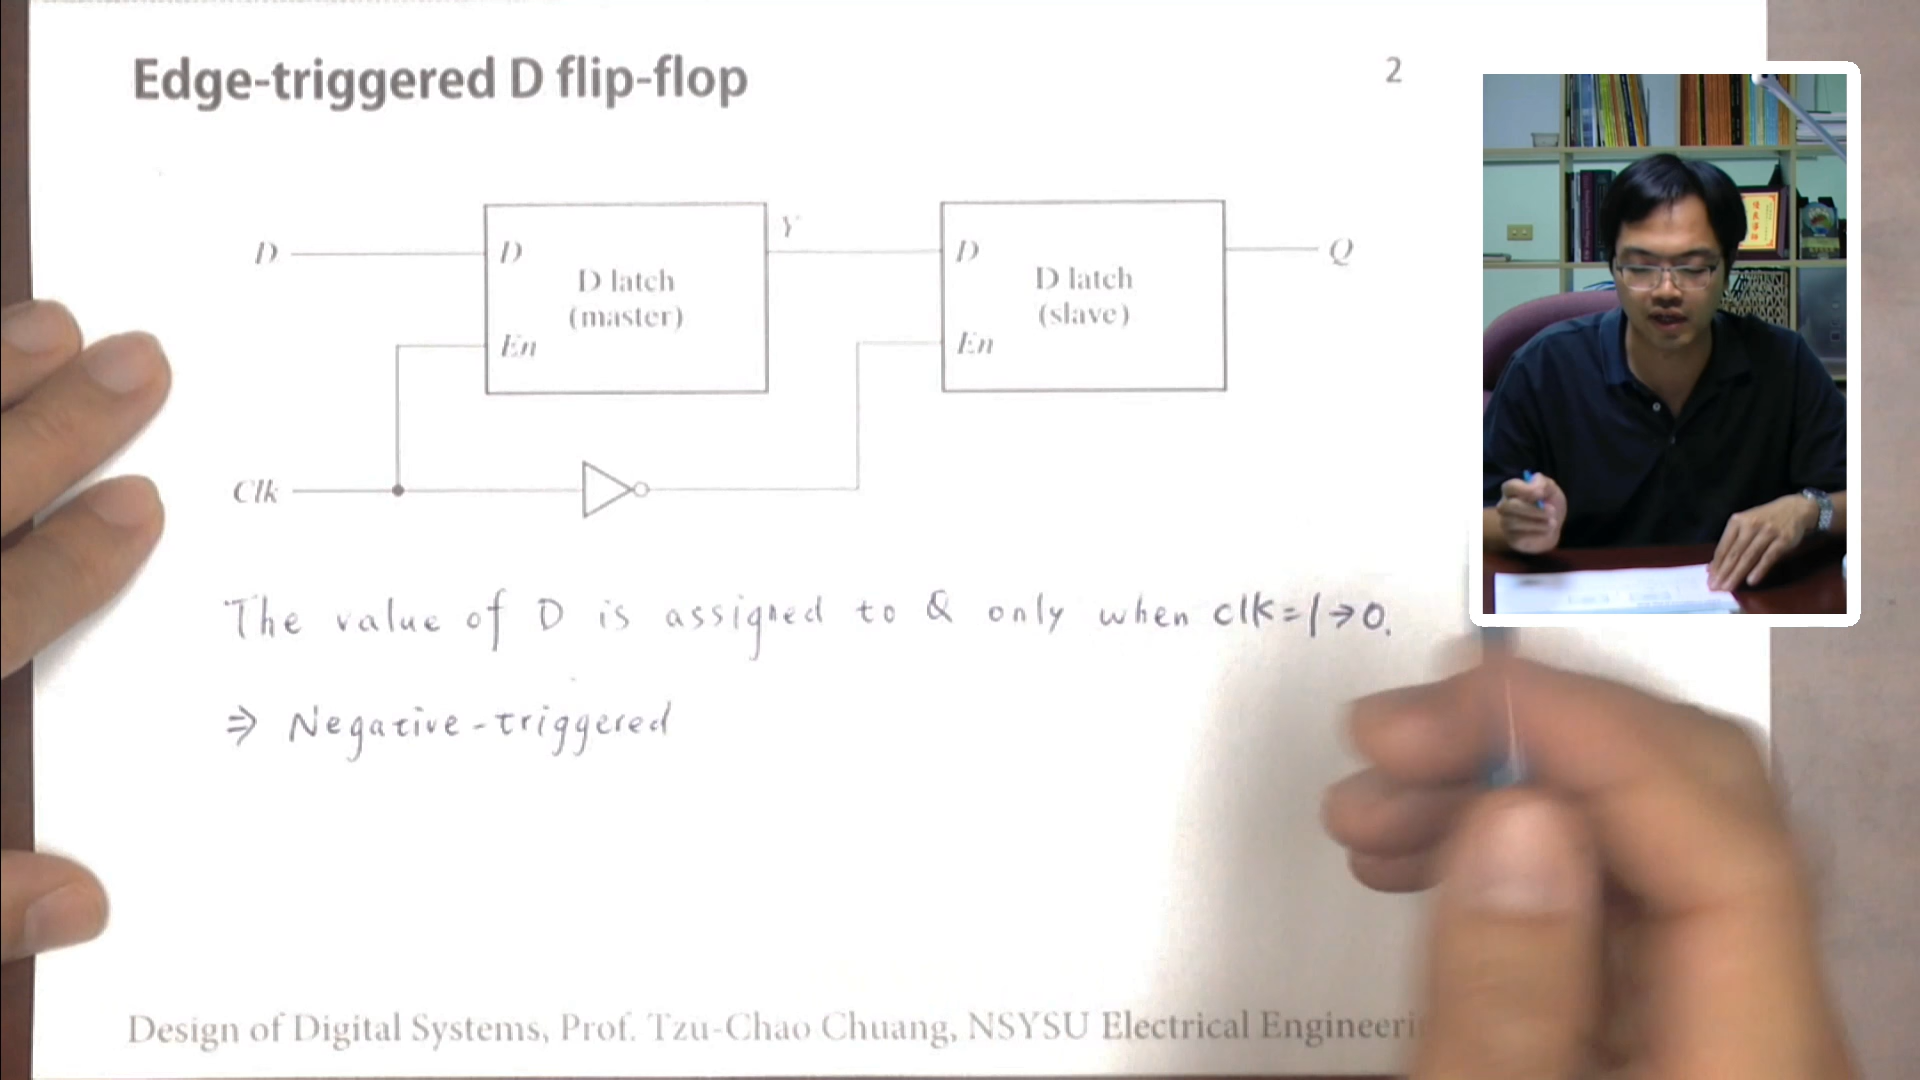 Edge-triggered D flip-flop
2
D
D
D latch
(master)
En
Y
D
D latch
(slave)
En
Q
Clk
The value of D is assigned to Q only when clk=1→0.
⇒ Negative-triggered
Design of Digital Systems, Prof. Tzu-Chao Chuang, NSYSU Electrical